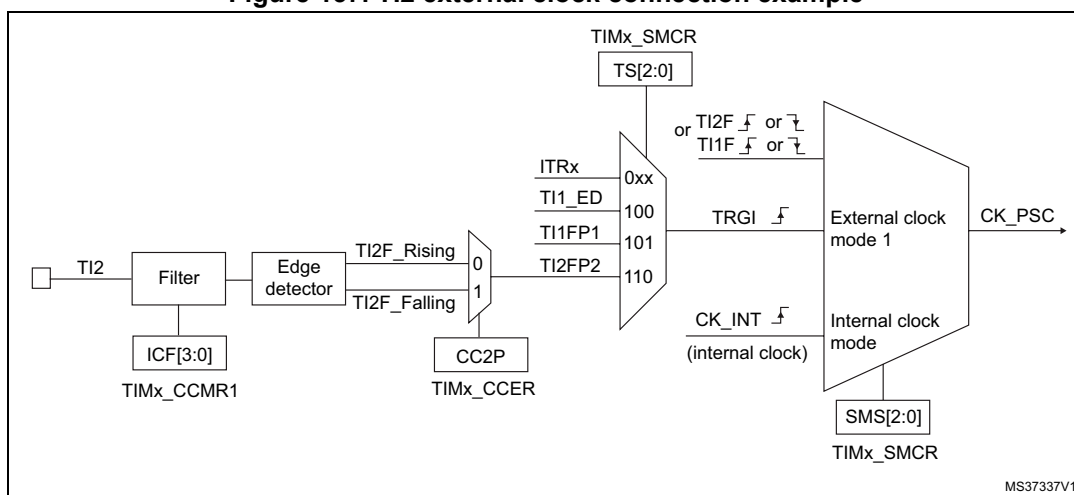 Figure 137. TI2 external clock connection example
TIMx_SMCR
TS[2:0]
or TI2F or
TI1F or
ITRx
0xx
TI1_ED
100
TRGI
External clock
mode 1
CK_PSC
TI1FP1
101
TI2F_Rising
TI2
Filter
Edge
detector
0
TI2FP2
110
1
TI2F_Falling
CK_INT
Internal clock
mode
(internal clock)
ICF[3:0]
CC2P
TIMx_CCMR1
TIMx_CCER
SMS[2:0]
TIMx_SMCR
MS37337V1